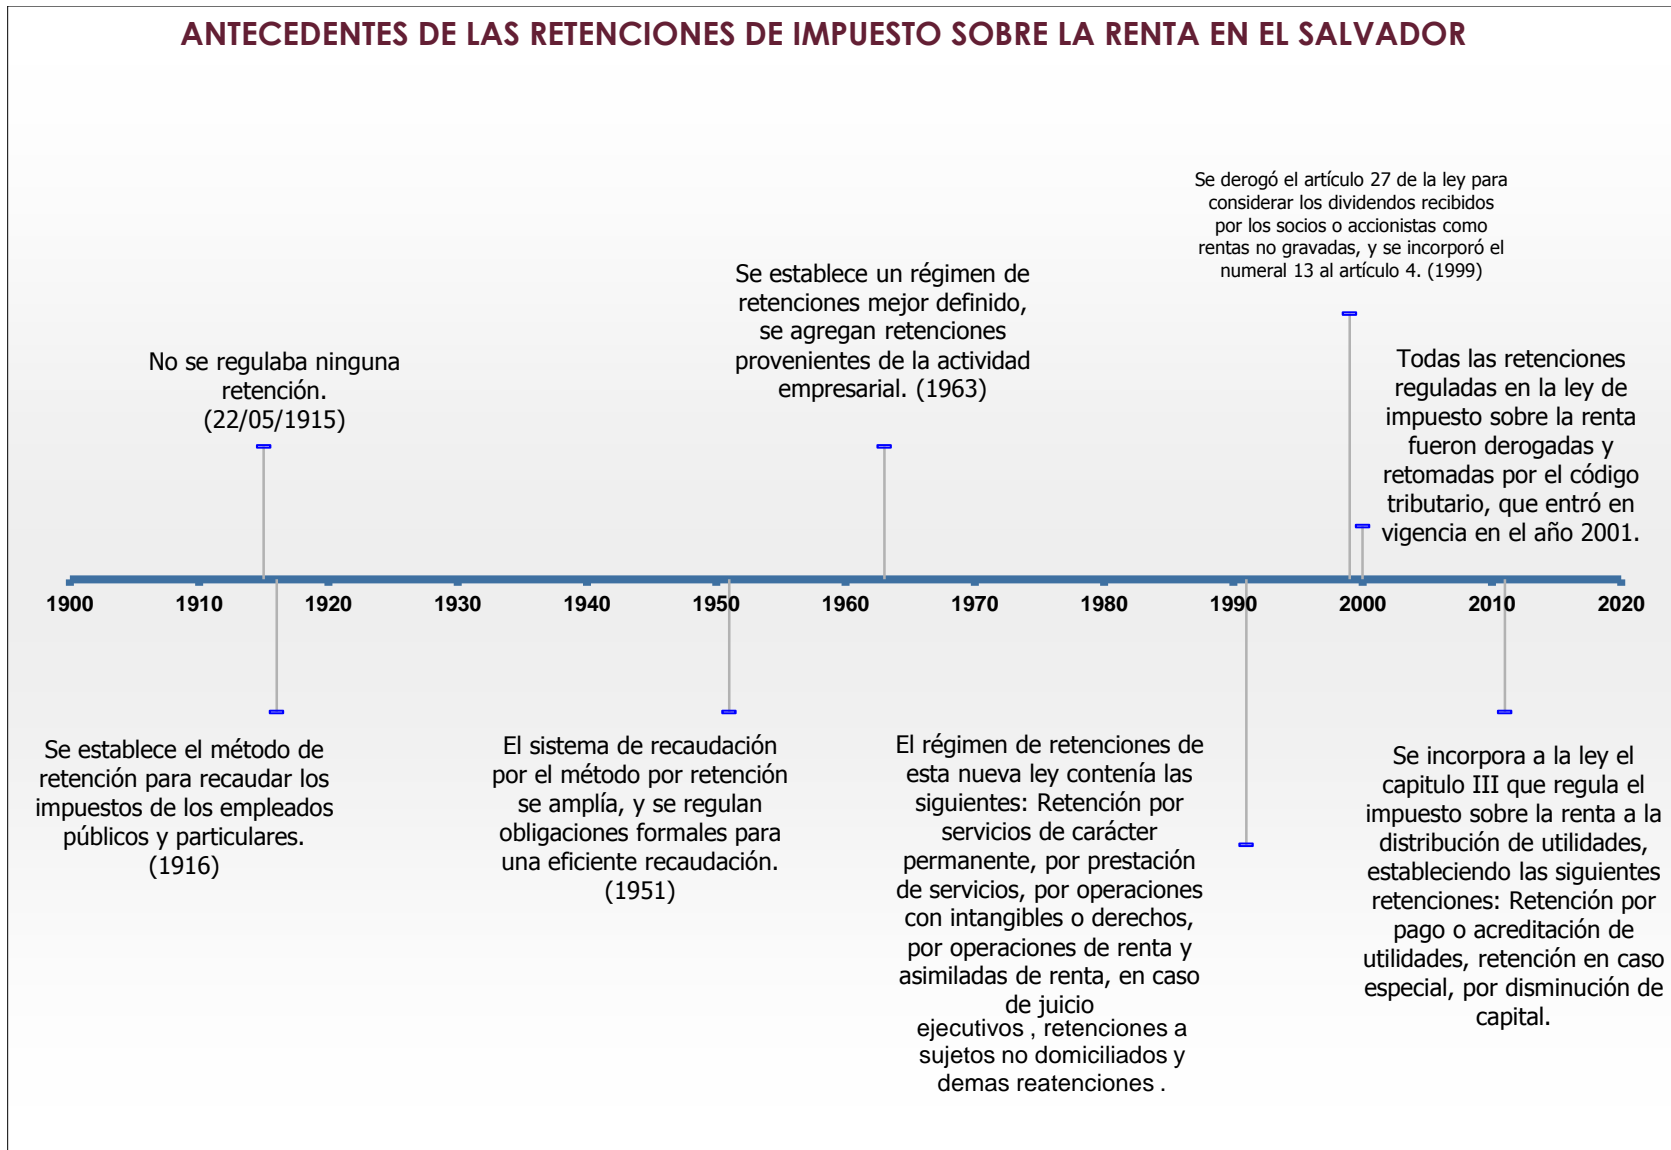 ANTECEDENTES DE LAS RETENCIONES DE IMPUESTO SOBRE LA RENTA EN EL SALVADOR
Se derogó el artículo 27 de la ley para
considerar los dividendos recibidos
por los socios o accionistas como
rentas no gravadas, y se incorporó el
numeral 13 al artículo 4. (1999)
Se establece un régimen de
retenciones mejor definido,
se agregan retenciones
provenientes de la actividad
empresarial. (1963)
No se regulaba ninguna
retención.
(22/05/1915)
Todas las retenciones
reguladas en la ley de
impuesto sobre la renta
fueron derogadas y
retomadas por el código
tributario, que entró en
vigencia en el año 2001.
1900 1910 1920 1930 1940 1950 1960 1970 1980 1990 2000 2010 2020
Se establece el método de
retención para recaudar los
impuestos de los empleados
públicos y particulares.
(1916)
El sistema de recaudación
por el método por retención
se amplía, y se regulan
obligaciones formales para
una eficiente recaudación.
(1951)
El régimen de retenciones de
esta nueva ley contenía las
siguientes: Retención por
servicios de carácter
permanente, por prestación
de servicios, por operaciones
con intangibles o derechos,
por operaciones de renta y
asimiladas de renta, en caso
de juicio
ejecutivos , retenciones a
sujetos no domiciliados y
demas reatenciones .
Se incorpora a la ley el
capitulo III que regula el
impuesto sobre la renta a la
distribución de utilidades,
estableciendo las siguientes
retenciones: Retención por
pago o acreditación de
utilidades, retención en caso
especial, por disminución de
capital.